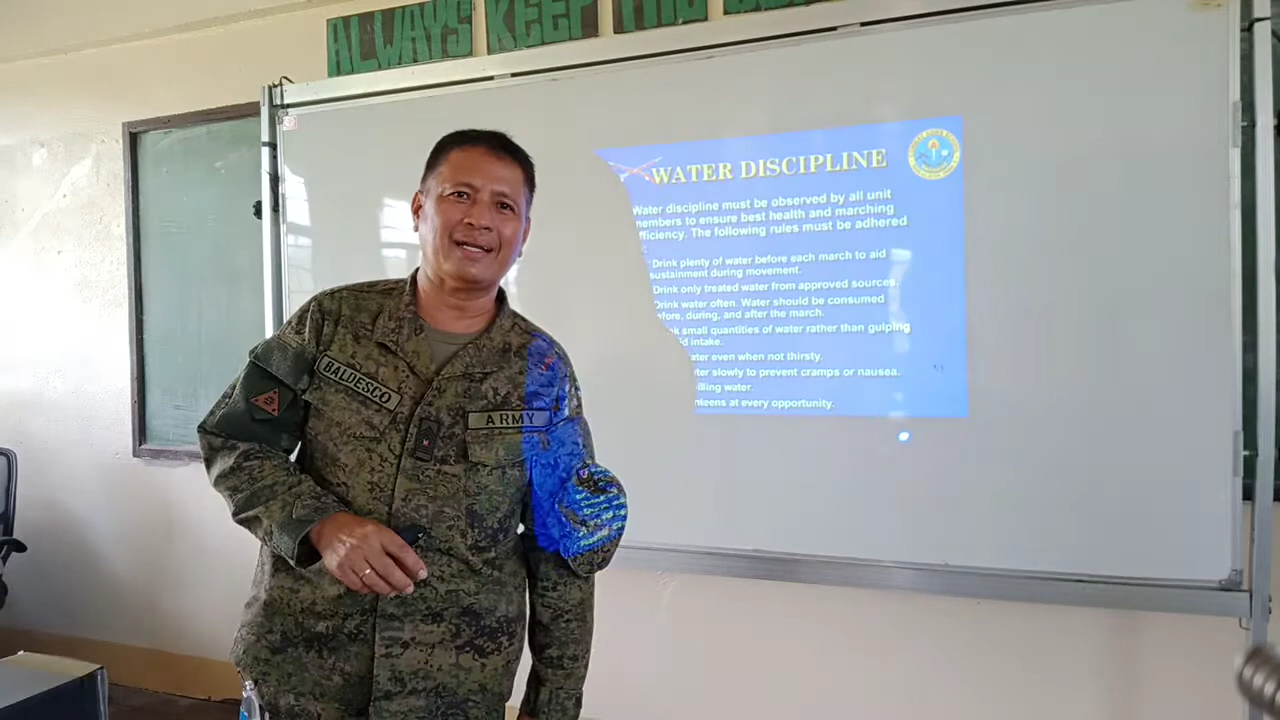 ALWAYS KEEP THE
WATER DISCIPLINE
Water discipline must be observed by all unit
members to ensure best health and marching
efficiency. The following rules must be adhered
Drink plenty of water before each march to aid
sustainment during movement.
Drink only treated water from approved sources.
Drink water often. Water should be consumed
before, during, and after the march.
small quantities of water rather than gulping
intake.
even when not thirsty.
slowly to prevent cramps or nausea.
water.
at every opportunity.
BALDESCO
ARMY